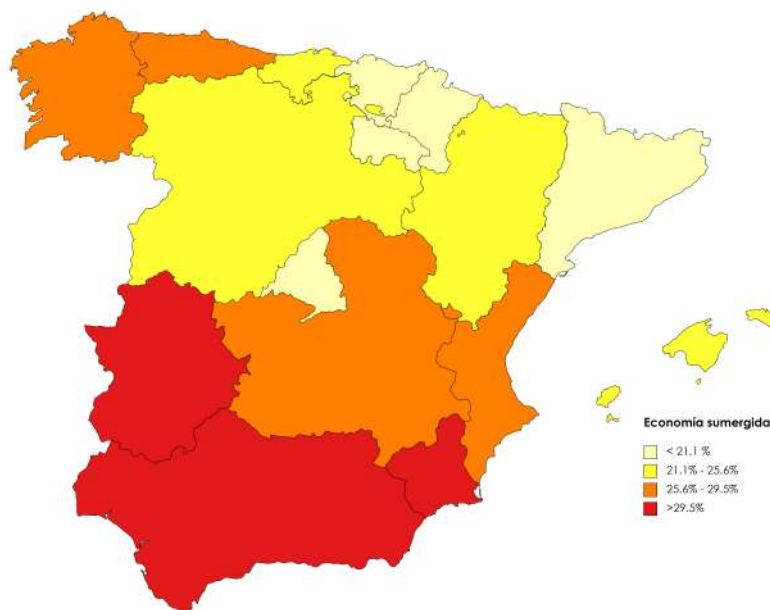 Economía sumergida
< 21.1 %
21.1% - 25.6%
25.6% - 29.5%
>29.5%